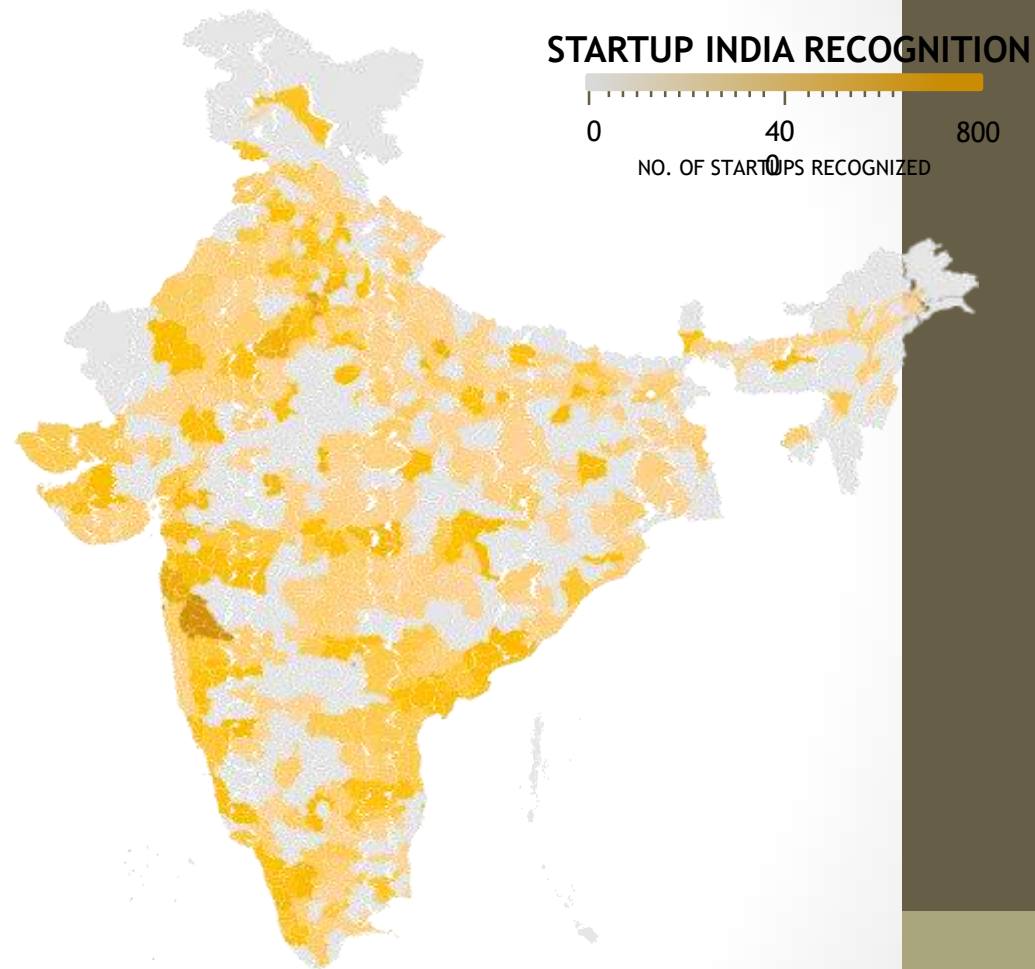 STARTUP INDIA RECOGNITION
0 40 800
0
NO. OF STARTUPS RECOGNIZED